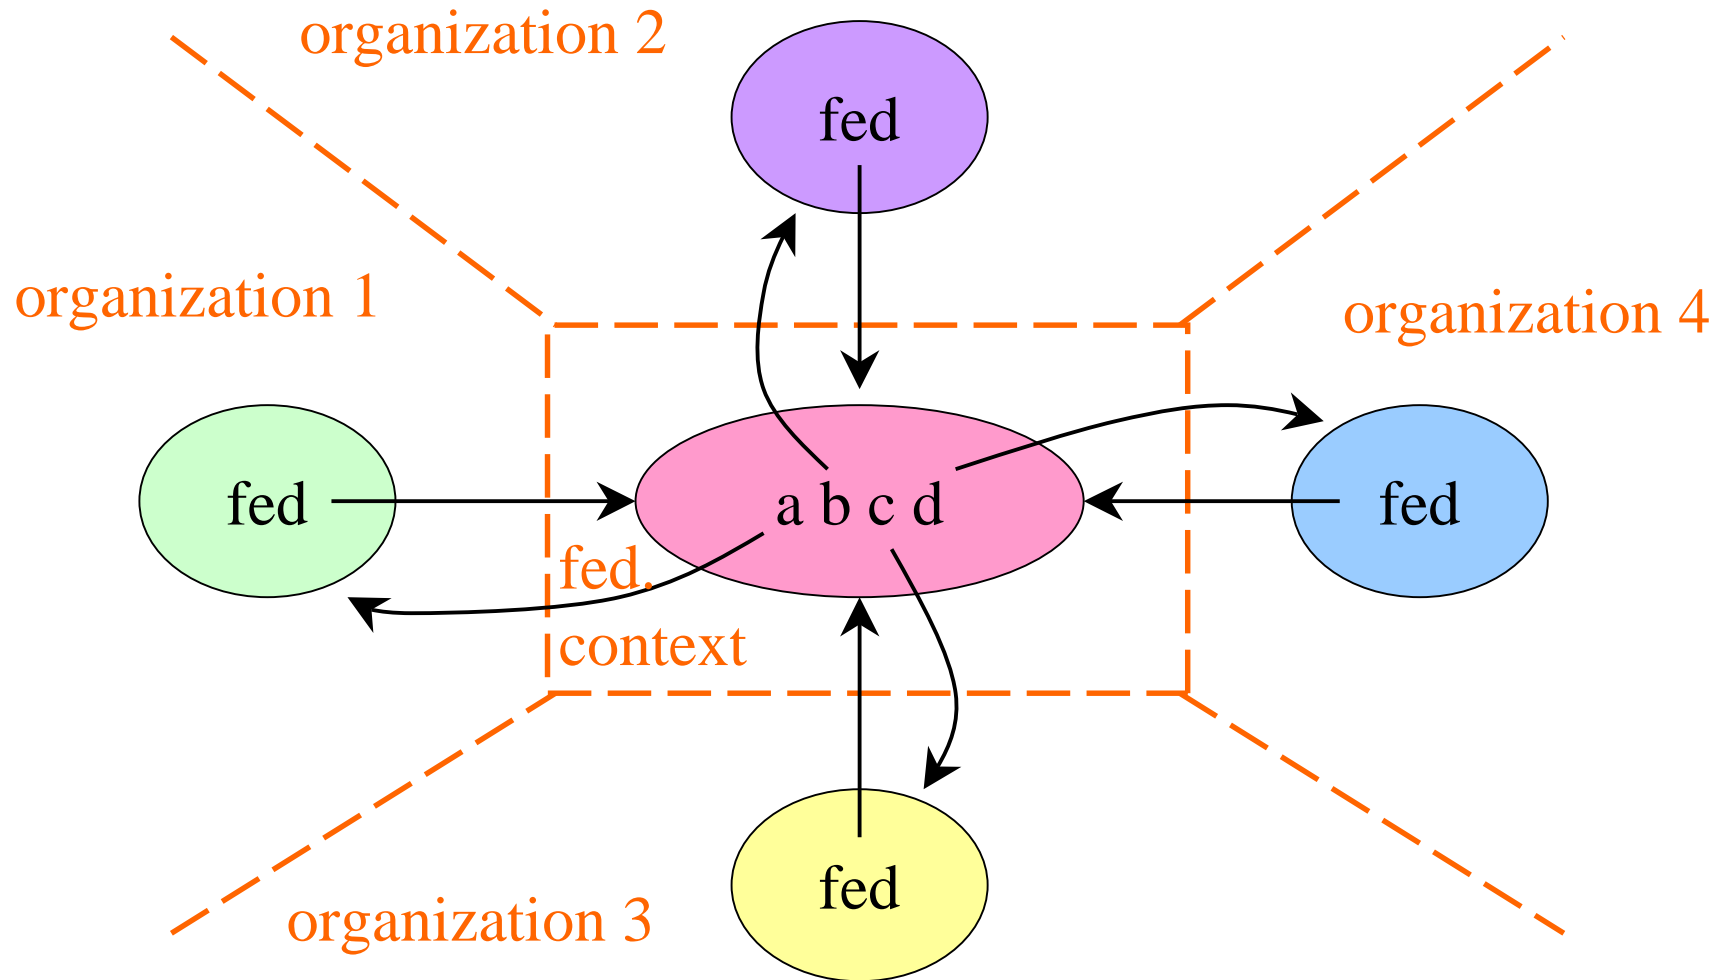 organization 2
fed
organization 1
organization 4
fed
a b c d
fed
fed.
context
fed
organization 3